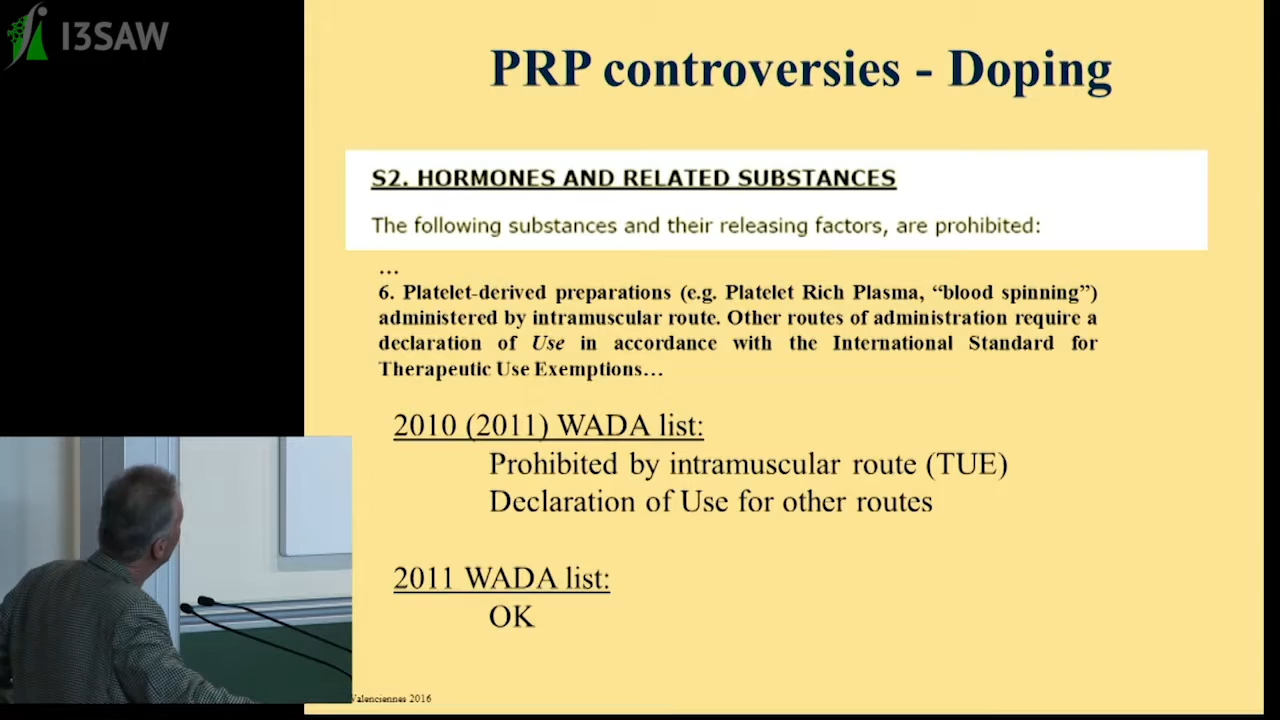 I3SAW
PRP controversies - Doping
S2. HORMONES AND RELATED SUBSTANCES
The following substances and their releasing factors, are prohibited:
…
6. Platelet-derived preparations (e.g. Platelet Rich Plasma, “blood spinning”)
administered by intramuscular route. Other routes of administration require a
declaration of Use in accordance with the International Standard for
Therapeutic Use Exemptions…
2010 (2011) WADA list:
Prohibited by intramuscular route (TUE)
Declaration of Use for other routes
2011 WADA list:
OK
Valenciennes 2016